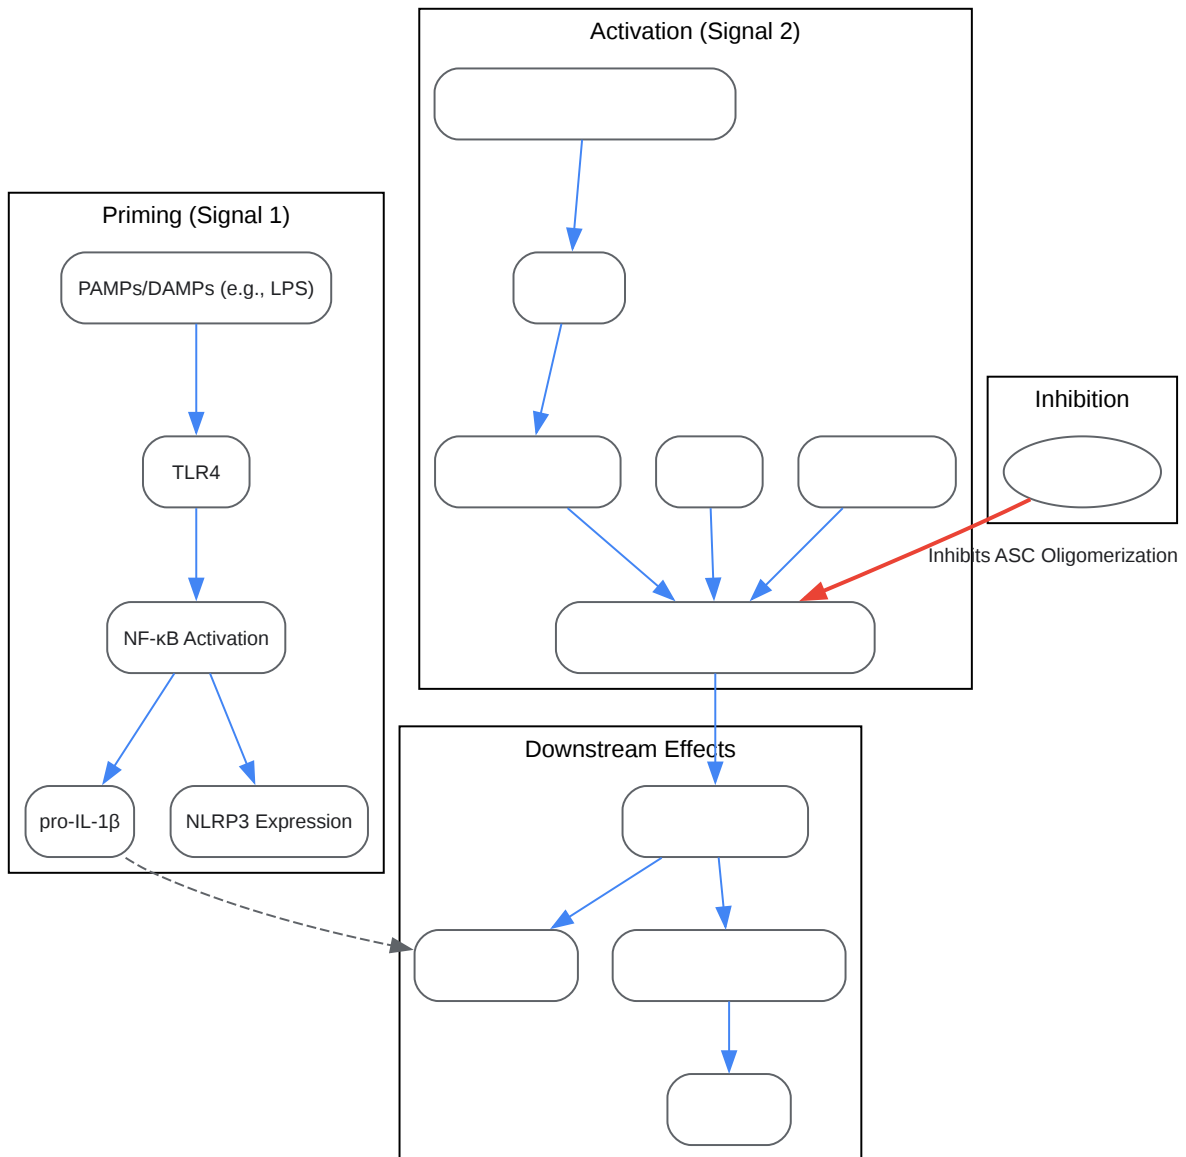 Activation (Signal 2)
Priming (Signal 1)
PAMPs/DAMPs (e.g., LPS)
TLR4
NF-κB Activation
pro-IL-1β
NLRP3 Expression
Inhibition
Inhibits ASC Oligomerization
Downstream Effects